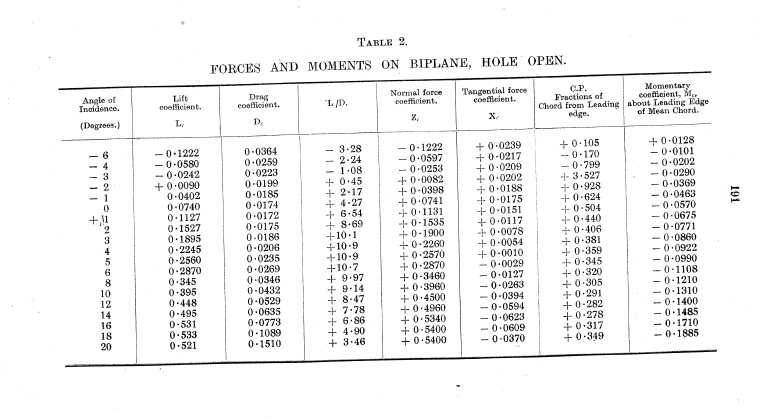 TABLE 2.
FORCES AND MOMENTS ON BIPLANE, HOLE OPEN.
Angle of Incidence. (Degrees.) Lift coefficient. Lc Drag coefficient. Dc L/D. Normal force coefficient. Zc Tangential force coefficient. Xc C.P. Fractions of Chord from Leading edge. Momentary coefficient, Mc, about Leading Edge of Mean Chord.
− 6 − 0·1222 0·0364 − 3·28 − 0·1222 + 0·0239 + 0·105 + 0·0128
− 4 − 0·0580 0·0259 − 2·24 − 0·0597 + 0·0217 − 0·170 − 0·0101
− 3 − 0·0242 0·0223 − 1·08 − 0·0253 + 0·0209 − 0·799 − 0·0202
− 2 + 0·0090 0·0199 + 0·45 + 0·0082 + 0·0202 + 3·527 − 0·0290
− 1 0·0402 0·0185 + 2·17 + 0·0398 + 0·0188 + 0·928 − 0·0369
0 0·0740 0·0174 + 4·27 + 0·0741 + 0·0175 + 0·624 − 0·0463
+ 1 0·1127 0·0172 + 6·54 + 0·1131 + 0·0151 + 0·504 − 0·0570
2 0·1527 0·0175 + 8·69 + 0·1535 + 0·0117 + 0·440 − 0·0675
3 0·1895 0·0186 +10·1 + 0·1900 + 0·0078 + 0·406 − 0·0771
4 0·2245 0·0206 +10·9 + 0·2260 + 0·0054 + 0·381 − 0·0860
5 0·2560 0·0235 +10·9 + 0·2570 + 0·0010 + 0·359 − 0·0922
6 0·2870 0·0269 +10·7 + 0·2870 − 0·0029 + 0·345 − 0·0990
8 0·345 0·0346 + 9·97 + 0·3460 − 0·0127 + 0·320 − 0·1108
10 0·395 0·0432 + 9·14 + 0·3960 − 0·0263 + 0·305 − 0·1210
12 0·448 0·0529 + 8·47 + 0·4500 − 0·0394 + 0·291 − 0·1310
14 0·495 0·0635 + 7·78 + 0·4960 − 0·0594 + 0·282 − 0·1400
16 0·531 0·0773 + 6·86 + 0·5340 − 0·0623 + 0·278 − 0·1485
18 0·533 0·1089 + 4·90 + 0·5400 − 0·0609 + 0·317 − 0·1710
20 0·521 0·1510 + 3·46 + 0·5400 − 0·0370 + 0·349 − 0·1885
191